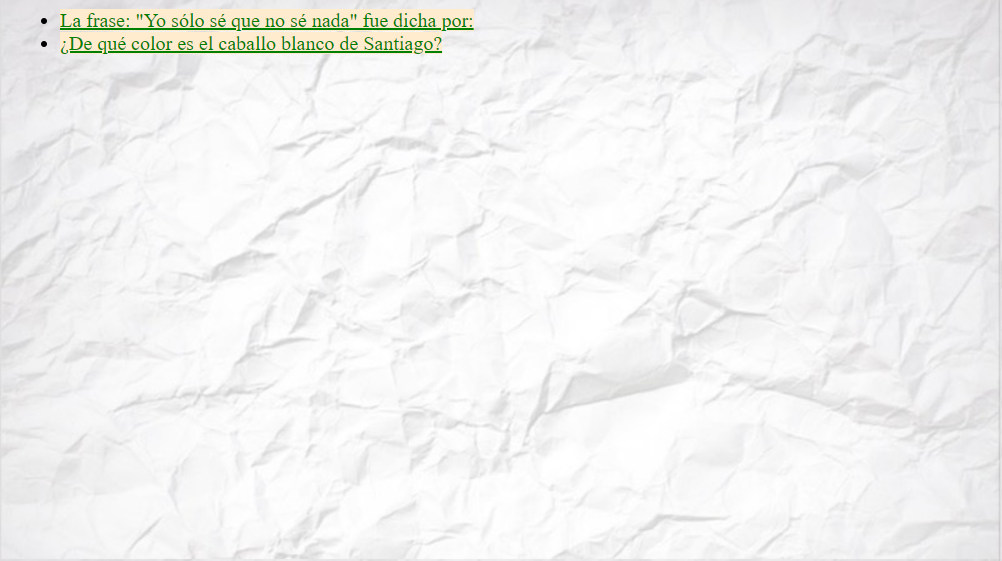 La frase: "Yo sólo sé que no sé nada" fue dicha por:
¿De qué color es el caballo blanco de Santiago?